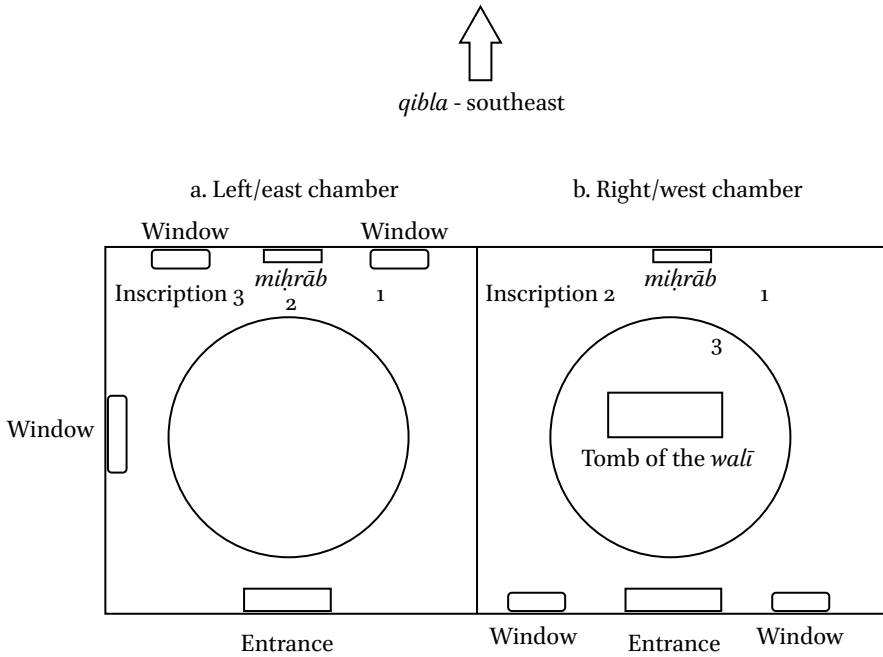 qibla - southeast
a. Left/east chamber
b. Right/west chamber
Window
Window
miḥrāb
miḥrāb
Inscription 3
2
1
Inscription 2
1
3
Window
Tomb of the walī
Entrance
Window
Entrance
Window